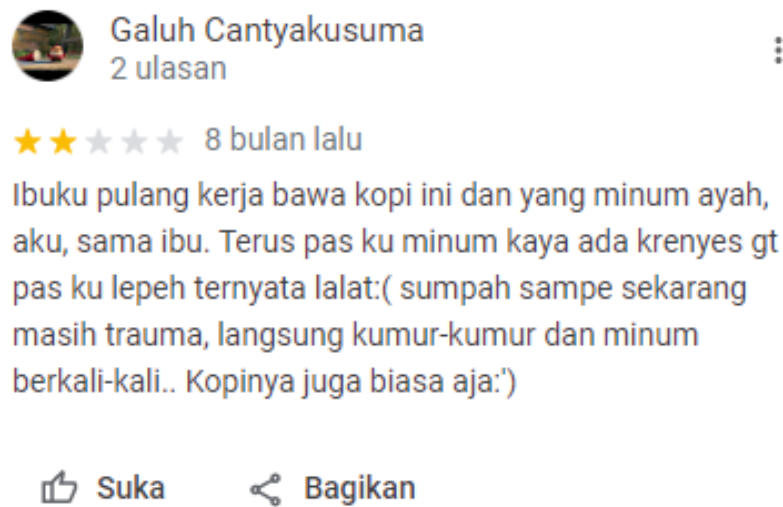 Galuh Cantyakusuma
2 ulasan
8 bulan lalu
Ibuku pulang kerja bawa kopi ini dan yang minum ayah,
aku, sama ibu. Terus pas ku minum kaya ada krenyes gt
pas ku lepeh ternyata lalat:( sumpah sampe sekarang
masih trauma, langsung kumur-kumur dan minum
berkali-kali.. Kopinya juga biasa aja:')
Suka
Bagikan